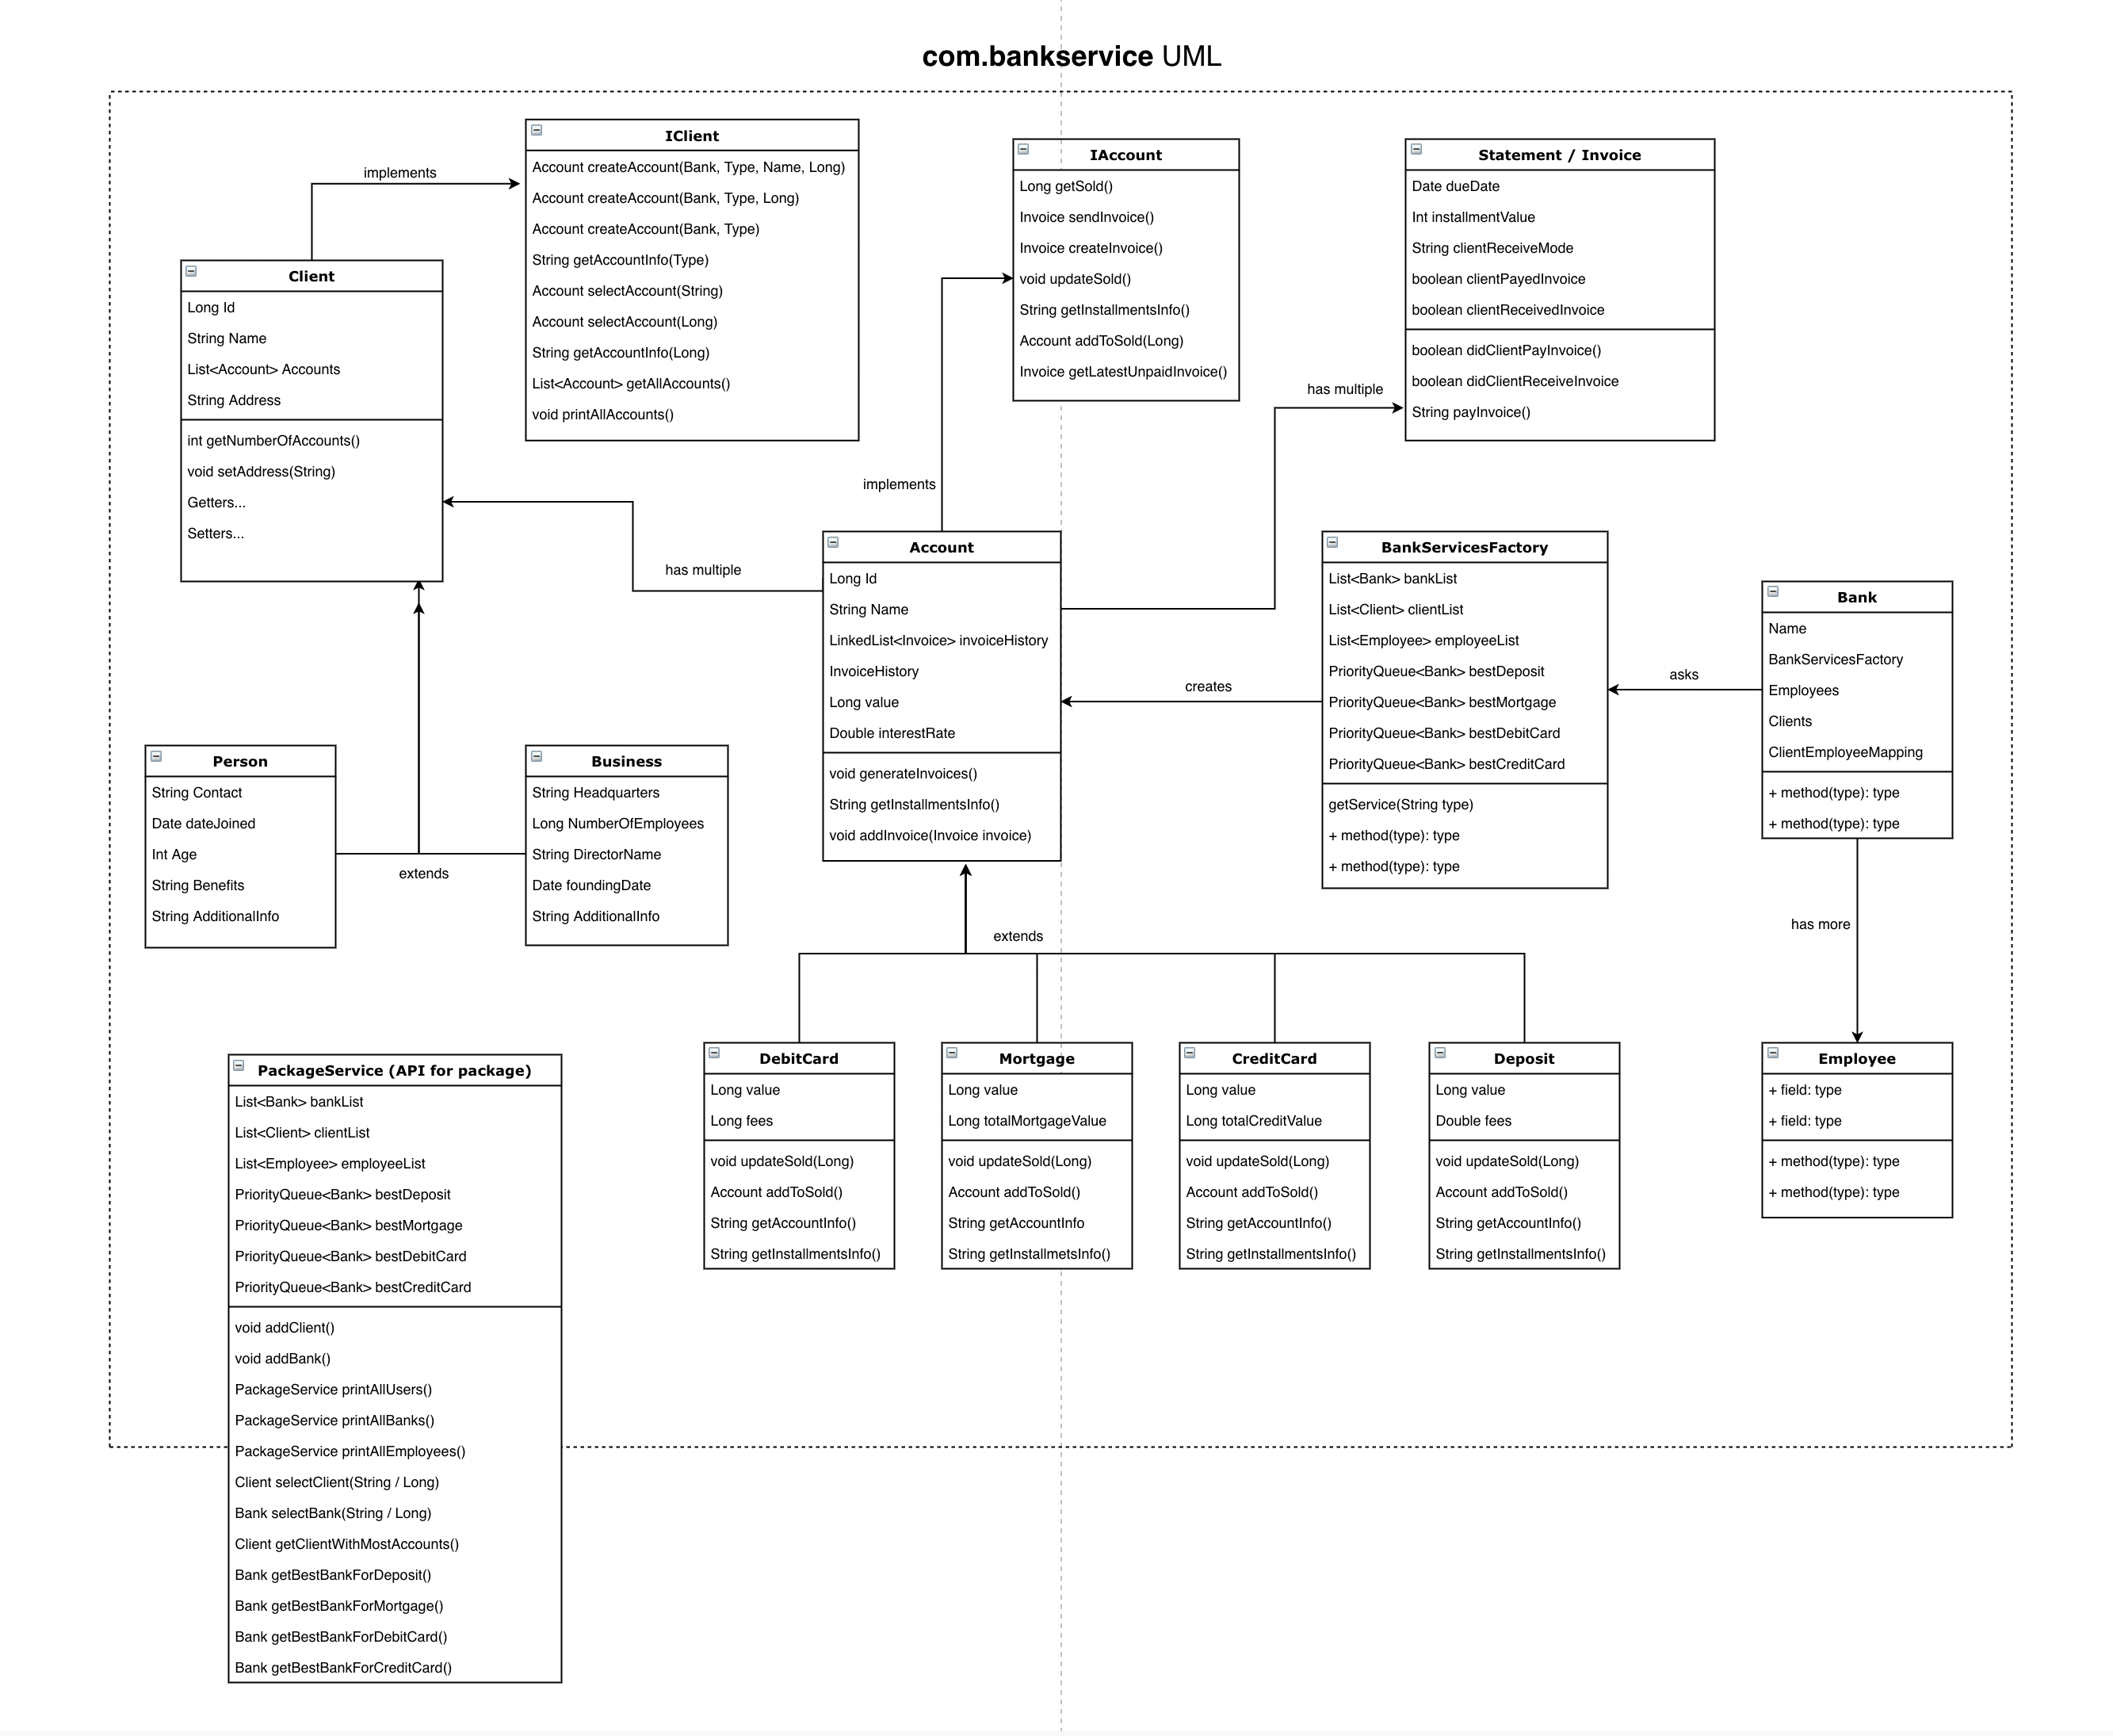 com.bankservice UML
IClient
Account createAccount(Bank, Type, Name, Long)
Account createAccount(Bank, Type, Long)
Account createAccount(Bank, Type)
String getAccountInfo(Type)
Account selectAccount(String)
Account selectAccount(Long)
String getAccountInfo(Long)
List<Account> getAllAccounts()
void printAllAccounts()
IAccount
Long getSold()
Invoice sendInvoice()
Invoice createInvoice()
void updateSold()
String getInstallmentsInfo()
Account addToSold(Long)
Invoice getLatestUnpaidInvoice()
Statement / Invoice
Date dueDate
Int installmentValue
String clientReceiveMode
boolean clientPayedInvoice
boolean clientReceivedInvoice
boolean didClientPayInvoice()
boolean didClientReceiveInvoice
String payInvoice()
implements
Client
Long Id
String Name
List<Account> Accounts
String Address
int getNumberOfAccounts()
void setAddress(String)
Getters...
Setters...
has multiple
implements
has multiple
Account
Long Id
String Name
LinkedList<Invoice> invoiceHistory
InvoiceHistory
Long value
Double interestRate
void generateInvoices()
String getInstallmentsInfo()
void addInvoice(Invoice invoice)
creates
BankServicesFactory
List<Bank> bankList
List<Client> clientList
List<Employee> employeeList
PriorityQueue<Bank> bestDeposit
PriorityQueue<Bank> bestMortgage
PriorityQueue<Bank> bestDebitCard
PriorityQueue<Bank> bestCreditCard
getService(String type)
+ method(type): type
+ method(type): type
asks
Bank
Name
BankServicesFactory
Employees
Clients
ClientEmployeeMapping
+ method(type): type
+ method(type): type
Person
String Contact
Date dateJoined
Int Age
String Benefits
String AdditionalInfo
extends
Business
String Headquarters
Long NumberOfEmployees
String DirectorName
Date foundingDate
String AdditionalInfo
extends
has more
PackageService (API for package)
List<Bank> bankList
List<Client> clientList
List<Employee> employeeList
PriorityQueue<Bank> bestDeposit
PriorityQueue<Bank> bestMortgage
PriorityQueue<Bank> bestDebitCard
PriorityQueue<Bank> bestCreditCard
void addClient()
void addBank()
PackageService printAllUsers()
PackageService printAllBanks()
PackageService printAllEmployees()
Client selectClient(String / Long)
Bank selectBank(String / Long)
Client getClientWithMostAccounts()
Bank getBestBankForDeposit()
Bank getBestBankForMortgage()
Bank getBestBankForDebitCard()
Bank getBestBankForCreditCard()
DebitCard
Long value
Long fees
void updateSold(Long)
Account addToSold()
String getAccountInfo()
String getInstallmentsInfo()
Mortgage
Long value
Long totalMortgageValue
void updateSold(Long)
Account addToSold()
String getAccountInfo
String getInstallmetsInfo()
CreditCard
Long value
Long totalCreditValue
void updateSold(Long)
Account addToSold()
String getAccountInfo()
String getInstallmentsInfo()
Deposit
Long value
Double fees
void updateSold(Long)
Account addToSold()
String getAccountInfo()
String getInstallmentsInfo()
Employee
+ field: type
+ field: type
+ method(type): type
+ method(type): type